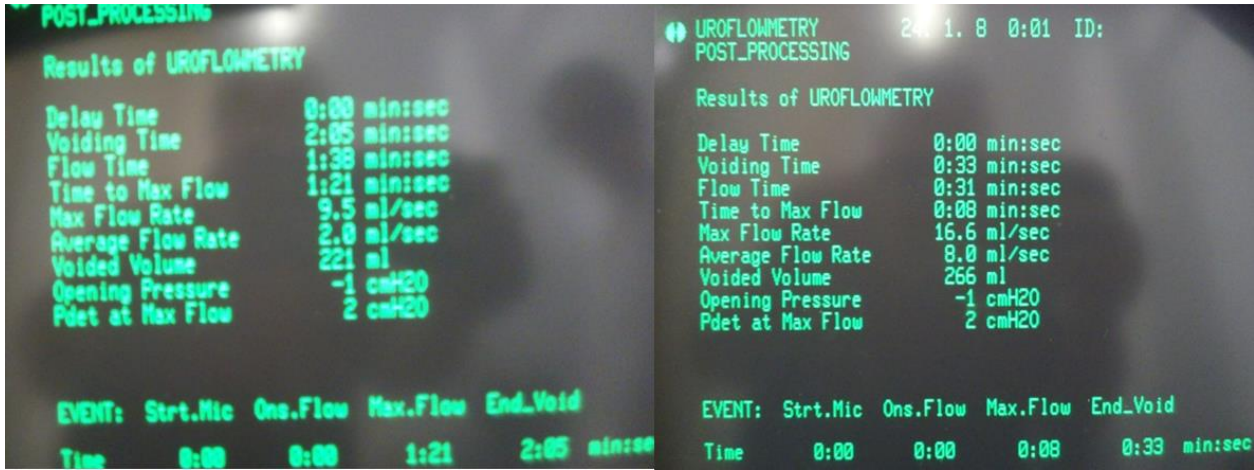 POST_PROCESSING
Results of UROFLOWMETRY
Delay Time 0:00 min:sec
Voiding Time 2:05 min:sec
Flow Time 1:38 min:sec
Time to Max Flow 1:21 min:sec
Max Flow Rate 9.5 ml/sec
Average Flow Rate 2.0 ml/sec
Voided Volume 221 ml
Opening Pressure -1 cmH2O
Pdet at Max Flow 2 cmH2O
EVENT: Strt.Mic Ons.Flow Max.Flow End_Void
Time 0:00 0:00 1:21 2:05 min:se
UROFLOWMETRY 24. 1. 8 0:01 ID:
POST_PROCESSING
Results of UROFLOWMETRY
Delay Time 0:00 min:sec
Voiding Time 0:33 min:sec
Flow Time 0:31 min:sec
Time to Max Flow 0:08 min:sec
Max Flow Rate 16.6 ml/sec
Average Flow Rate 8.0 ml/sec
Voided Volume 266 ml
Opening Pressure -1 cmH2O
Pdet at Max Flow 2 cmH2O
EVENT: Strt.Mic Ons.Flow Max.Flow End_Void
Time 0:00 0:00 0:08 0:33 min:sec